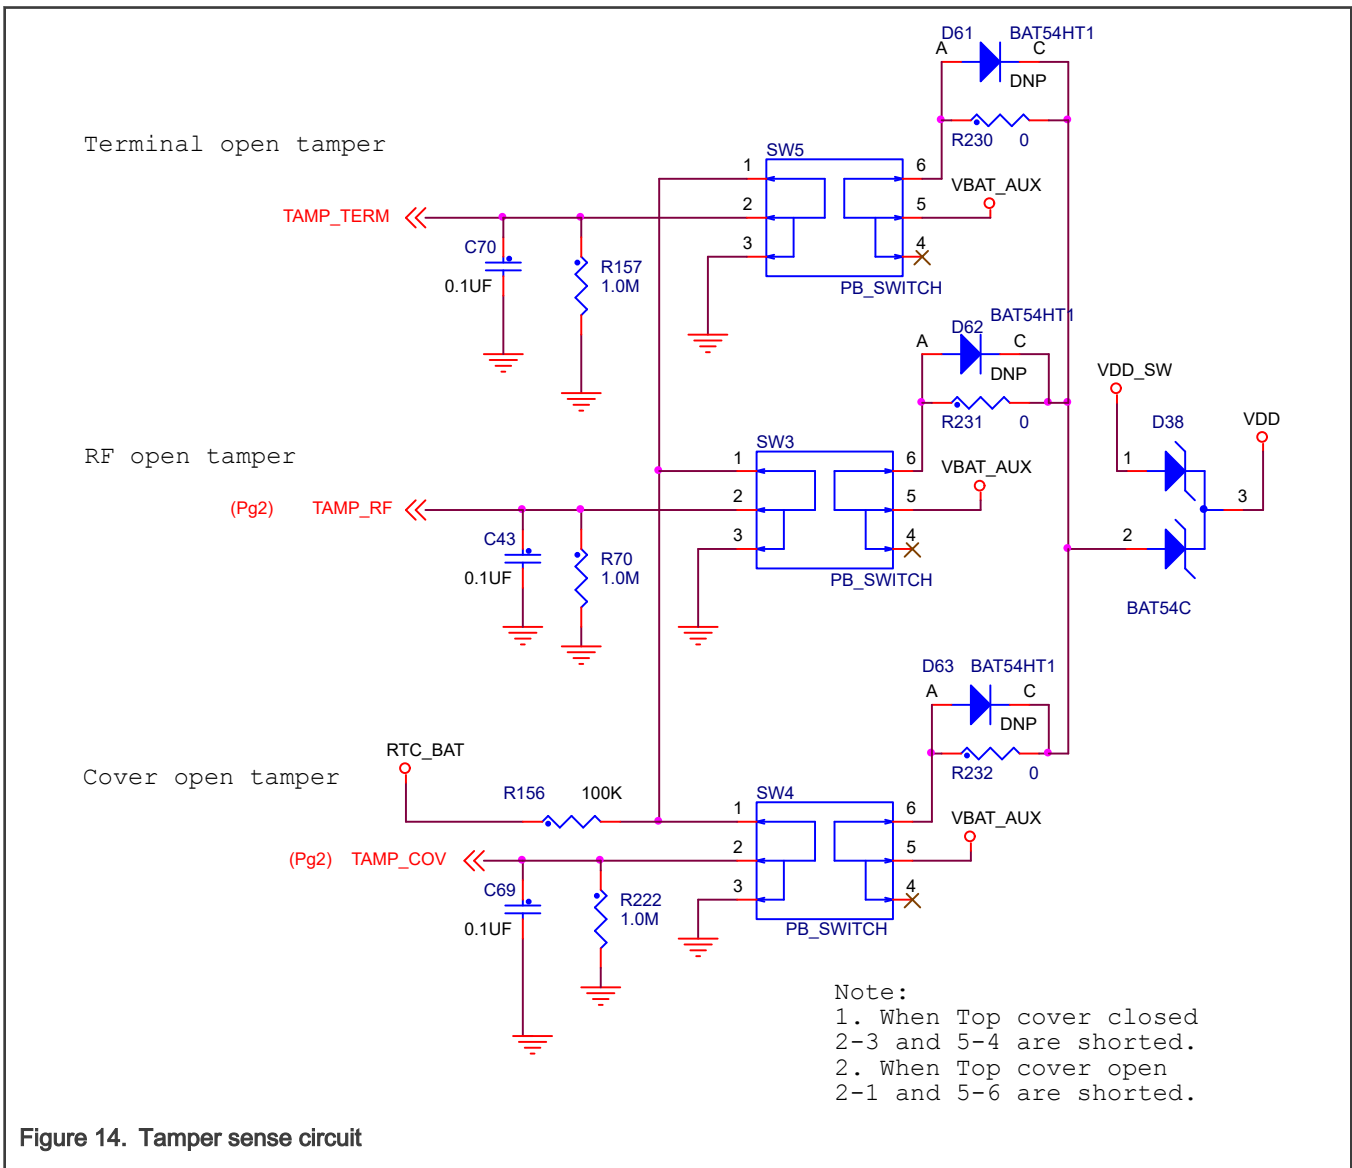 D61 BAT54HT1
A C
DNP
R230 0
Terminal open tamper
SW5
1 6
VBAT_AUX
TAMP_TERM 2 5
C70 3 4
R157
0.1UF 1.0M
PB_SWITCH
BAT54HT1
D62
A C
DNP
VDD_SW
R231 0
D38 VDD
RF open tamper
SW3
1 6
VBAT_AUX
1
(Pg2) TAMP_RF 2 5
3
C43 3 4
2
R70
0.1UF 1.0M
PB_SWITCH
BAT54C
D63 BAT54HT1
A C
DNP
RTC_BAT
Cover open tamper
R232 0
R156 100K
SW4
1 6
VBAT_AUX
(Pg2) TAMP_COV 2 5
C69 3 4
R222
0.1UF 1.0M
PB_SWITCH
Note:
1. When Top cover closed
2-3 and 5-4 are shorted.
2. When Top cover open
2-1 and 5-6 are shorted.
Figure 14. Tamper sense circuit